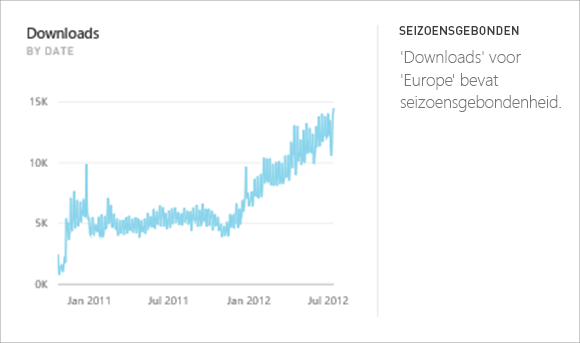 Downloads
BY DATE
15K
10K
5K
0K
Jan 2011 Jul 2011 Jan 2012 Jul 2012
SEIZOENSGEBONDEN
'Downloads' voor
'Europe' bevat
seizoensgebondenheid.